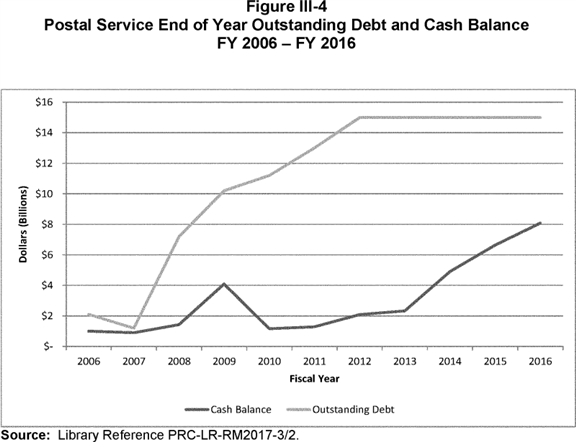 Figure III-4
Postal Service End of Year Outstanding Debt and Cash Balance
FY 2006 – FY 2016
$16
$14
$12
$10
$8
$6
$4
$2
$-
Dollars (Billions)
2006 2007 2008 2009 2010 2011 2012 2013 2014 2015 2016
Fiscal Year
Cash Balance Outstanding Debt
Source: Library Reference PRC-LR-RM2017-3/2.